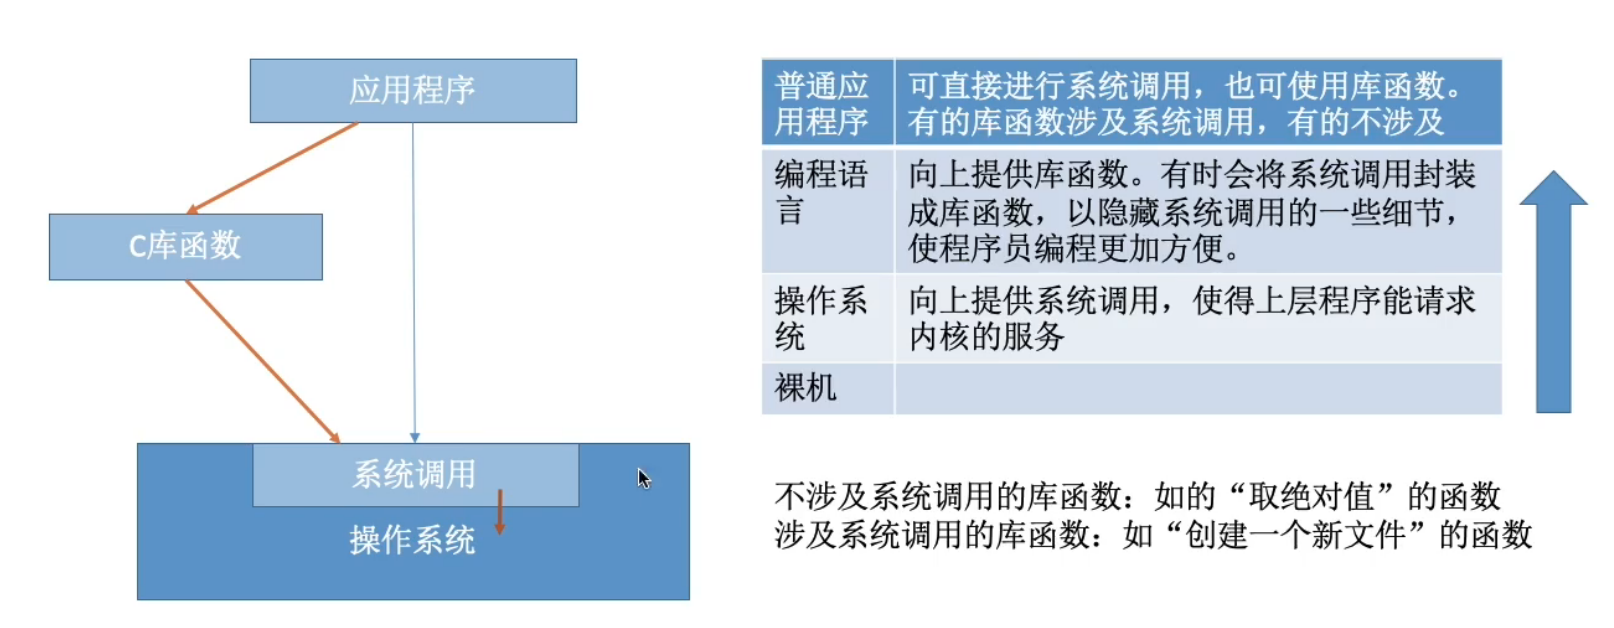 应用程序
C库函数
系统调用
操作系统
普通应
用程序
可直接进行系统调用，也可使用库函数。
有的库函数涉及系统调用，有的不涉及
编程语
言
向上提供库函数。有时会将系统调用封装
成库函数，以隐藏系统调用的一些细节，
使程序员编程更加方便。
操作系
统
向上提供系统调用，使得上层程序能请求
内核的服务
裸机
不涉及系统调用的库函数：如的“取绝对值”的函数
涉及系统调用的库函数：如“创建一个新文件”的函数